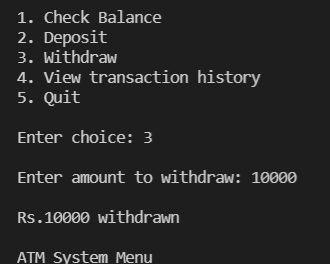 1. Check Balance
2. Deposit
3. Withdraw
4. View transaction history
5. Quit
Enter choice: 3
Enter amount to withdraw: 10000
Rs.10000 withdrawn
ATM System Menu